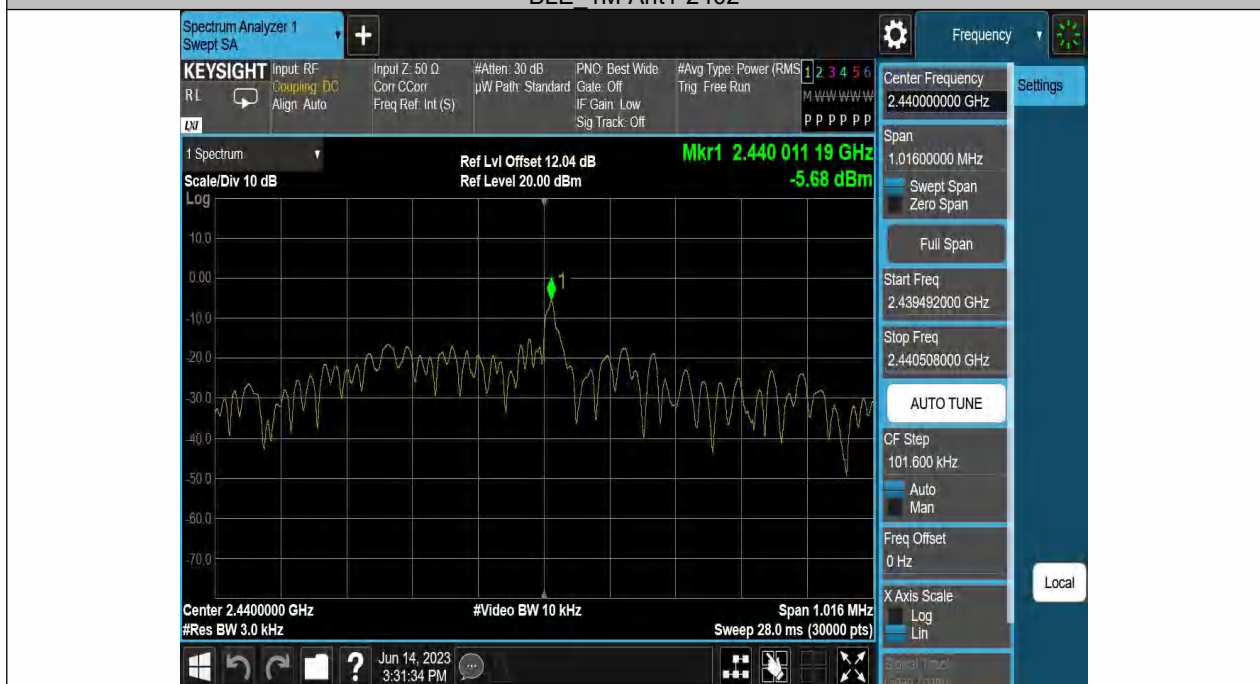 Spectrum Analyzer 1
Swept SA
+
Frequency
KEYSIGHT
RL
LXI
Input: RF
Coupling: DC
Align: Auto
Input Z: 50 Ω
Corr CCorr
Freq Ref: Int (S)
#Atten: 30 dB
µW Path: Standard
PNO: Best Wide
Gate: Off
IF Gain: Low
Sig Track: Off
#Avg Type: Power (RMS
Trig: Free Run
1 2 3 4 5 6
M W W W W W
P P P P P P
1 Spectrum
Scale/Div 10 dB
Ref Lvl Offset 12.04 dB
Ref Level 20.00 dBm
Mkr1 2.440 011 19 GHz
-5.68 dBm
Log
10.0
0.00
-10.0
-20.0
-30.0
-40.0
-50.0
-60.0
-70.0
1
Center 2.4400000 GHz
#Res BW 3.0 kHz
#Video BW 10 kHz
Span 1.016 MHz
Sweep 28.0 ms (30000 pts)
Center Frequency
2.440000000 GHz
Settings
Span
1.01600000 MHz
Swept Span
Zero Span
Full Span
Start Freq
2.439492000 GHz
Stop Freq
2.440508000 GHz
AUTO TUNE
CF Step
101.600 kHz
Auto
Man
Freq Offset
0 Hz
X Axis Scale
Log
Lin
Local
?
Jun 14, 2023
3:31:34 PM